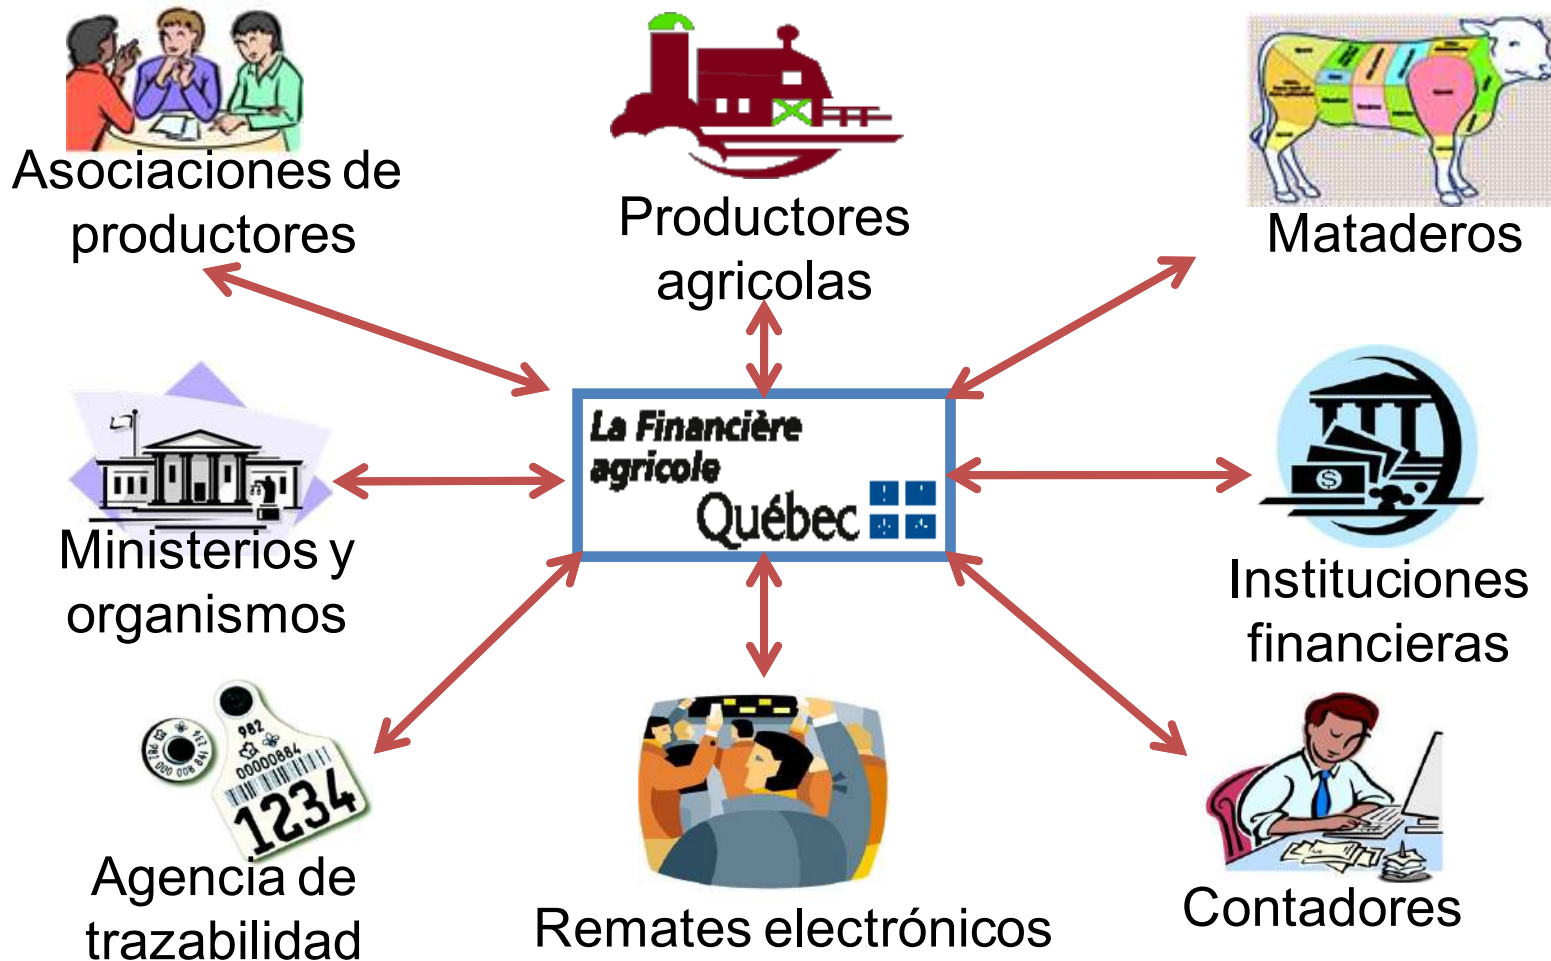 Asociaciones de
productores
Productores
agricolas
Mataderos
La Financière
agricole
Québec
Ministerios y
organismos
Instituciones
financieras
$
982
00000884
1234
Agencia de
trazabilidad
Remates electrónicos
Contadores